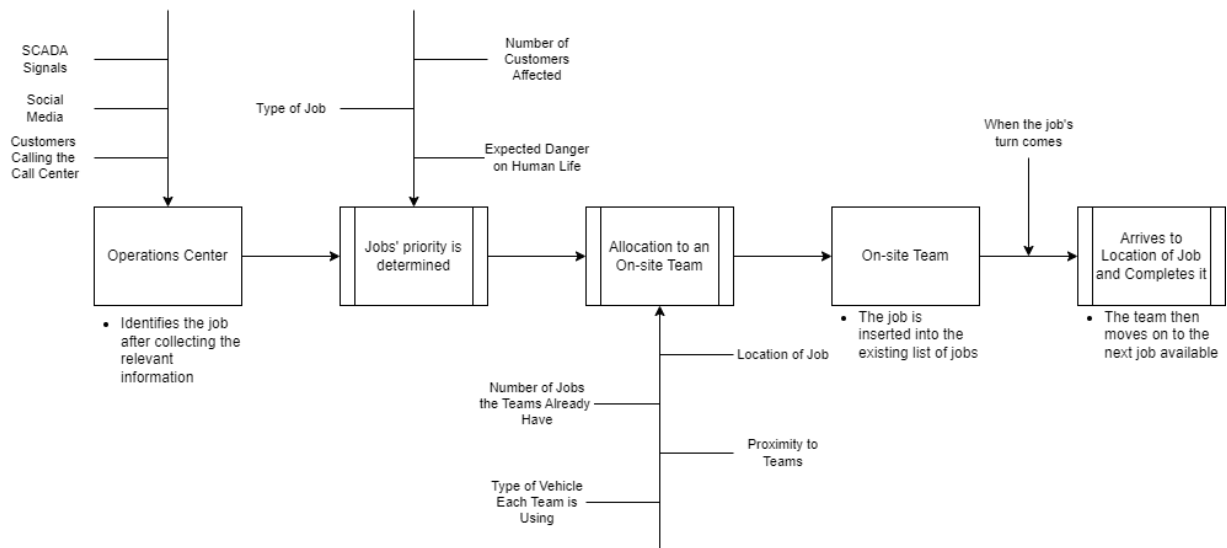 SCADA
Signals
Social
Media
Customers
Calling the
Call Center
Number of
Customers
Affected
Type of Job
Expected Danger
on Human Life
When the job's
turn comes
Operations Center
Jobs' priority is
determined
Allocation to an
On-site Team
On-site Team
Arrives to
Location of Job
and Completes it
• Identifies the job
after collecting the
relevant
information
• The job is
inserted into the
existing list of jobs
• The team then
moves on to the
next job available
Location of Job
Number of Jobs
the Teams Already
Have
Proximity to
Teams
Type of Vehicle
Each Team is
Using